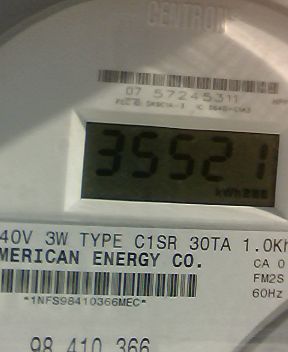 CENTRON
07 57245311
35521
kWh
40V 3W TYPE C1SR 30TA 1.0Kh
MERICAN ENERGY CO.
CA 0
FM2S
60Hz
*1NFS98410366MEC*
98 410 366